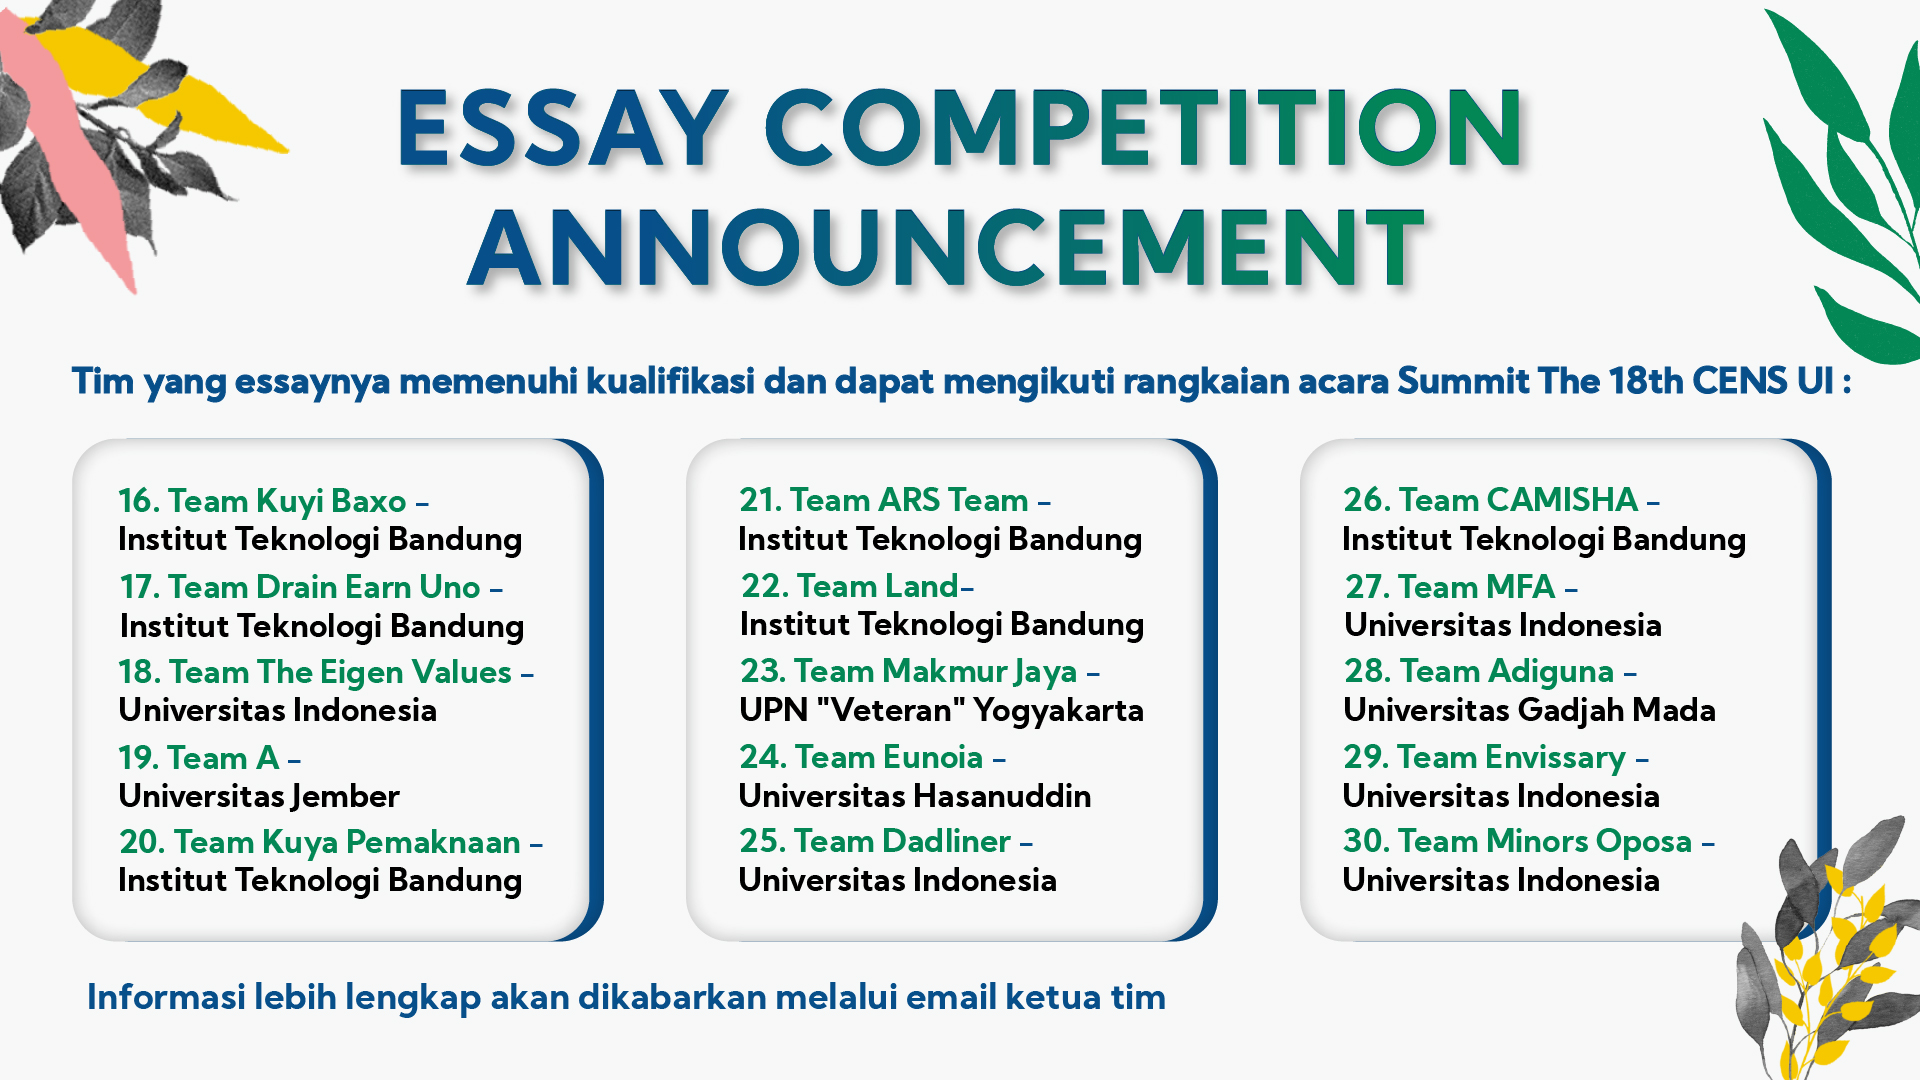 ESSAY COMPETITION
ANNOUNCEMENT
Tim yang essaynya memenuhi kualifikasi dan dapat mengikuti rangkaian acara Summit The 18th CENS UI :
16. Team Kuyi Baxo –
Institut Teknologi Bandung
17. Team Drain Earn Uno –
Institut Teknologi Bandung
18. Team The Eigen Values –
Universitas Indonesia
19. Team A –
Universitas Jember
20. Team Kuya Pemaknaan –
Institut Teknologi Bandung
21. Team ARS Team –
Institut Teknologi Bandung
22. Team Land–
Institut Teknologi Bandung
23. Team Makmur Jaya –
UPN "Veteran" Yogyakarta
24. Team Eunoia –
Universitas Hasanuddin
25. Team Dadliner –
Universitas Indonesia
26. Team CAMISHA –
Institut Teknologi Bandung
27. Team MFA –
Universitas Indonesia
28. Team Adiguna –
Universitas Gadjah Mada
29. Team Envissary –
Universitas Indonesia
30. Team Minors Oposa –
Universitas Indonesia
Informasi lebih lengkap akan dikabarkan melalui email ketua tim